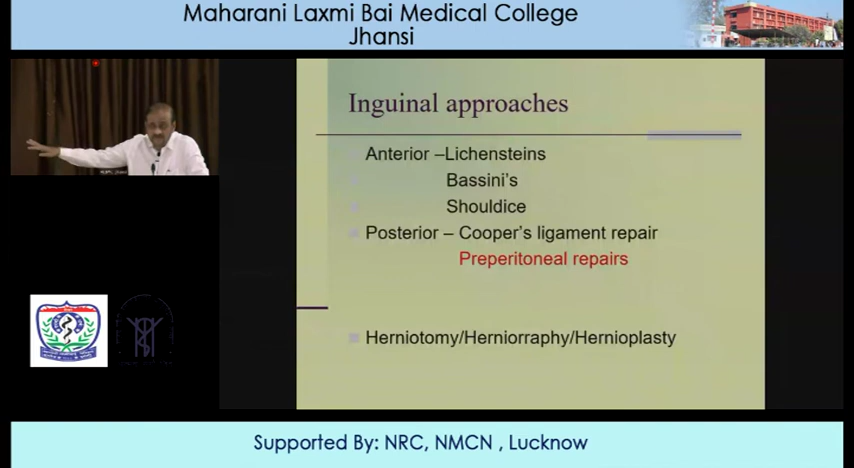 Maharani Laxmi Bai Medical College
Jhansi
Inguinal approaches
Anterior –Lichensteins
Bassini's
Shouldice
Posterior – Cooper's ligament repair
Preperitoneal repairs
Herniotomy/Herniorraphy/Hernioplasty
Supported By: NRC, NMCN , Lucknow